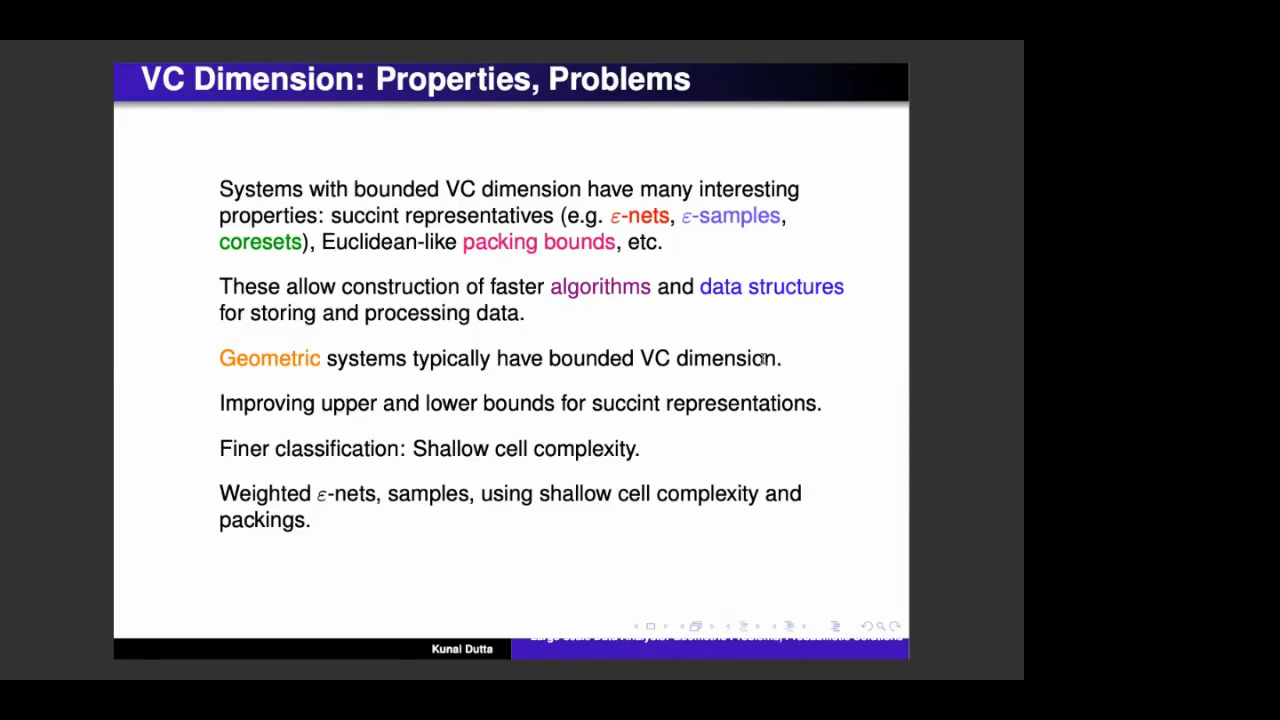 VC Dimension: Properties, Problems
Systems with bounded VC dimension have many interesting
properties: succint representatives (e.g. ε-nets, ε-samples,
coresets), Euclidean-like packing bounds, etc.
These allow construction of faster algorithms and data structures
for storing and processing data.
Geometric systems typically have bounded VC dimension.
Improving upper and lower bounds for succint representations.
Finer classification: Shallow cell complexity.
Weighted ε-nets, samples, using shallow cell complexity and
packings.
Kunal Dutta